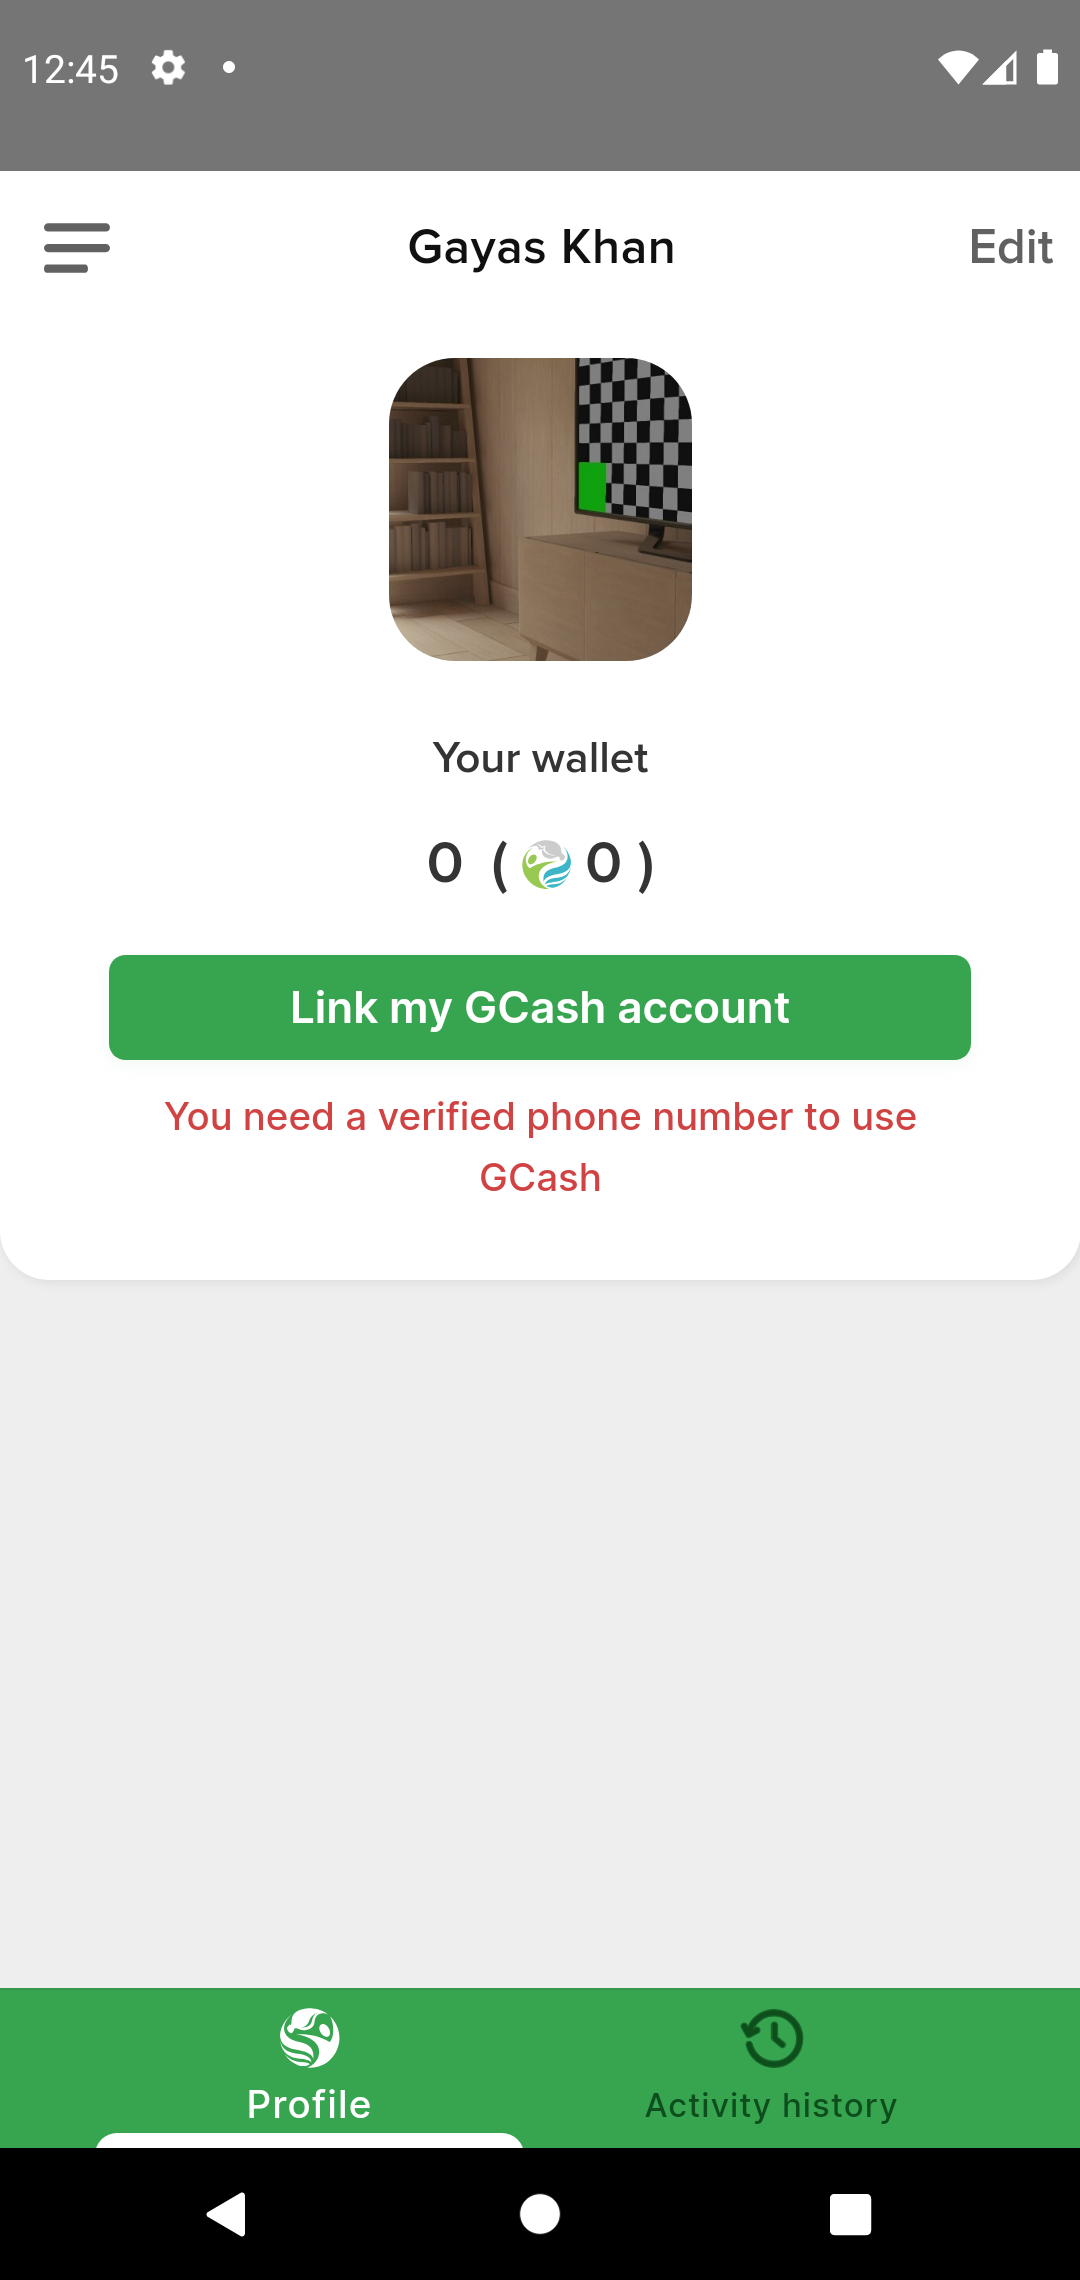 12:45
Gayas Khan
Edit
Your wallet
0 ( 0 )
Link my GCash account
You need a verified phone number to use
GCash
Profile
Activity history